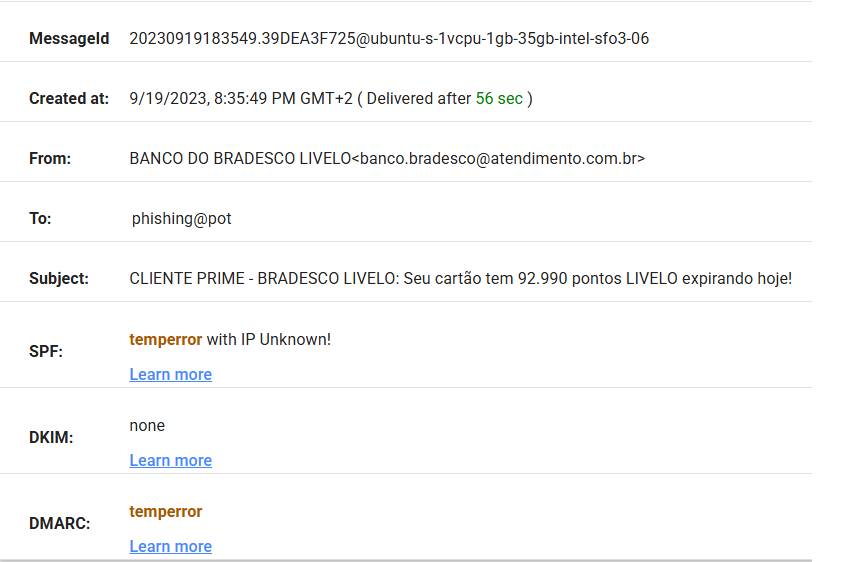 MessageId 20230919183549.39DEA3F725@ubuntu-s-1vcpu-1gb-35gb-intel-sfo3-06
Created at: 9/19/2023, 8:35:49 PM GMT+2 ( Delivered after 56 sec )
From: BANCO DO BRADESCO LIVELO<banco.bradesco@atendimento.com.br>
To: phishing@pot
Subject: CLIENTE PRIME - BRADESCO LIVELO: Seu cartão tem 92.990 pontos LIVELO expirando hoje!
SPF: temperror with IP Unknown!
Learn more
DKIM: none
Learn more
DMARC: temperror
Learn more